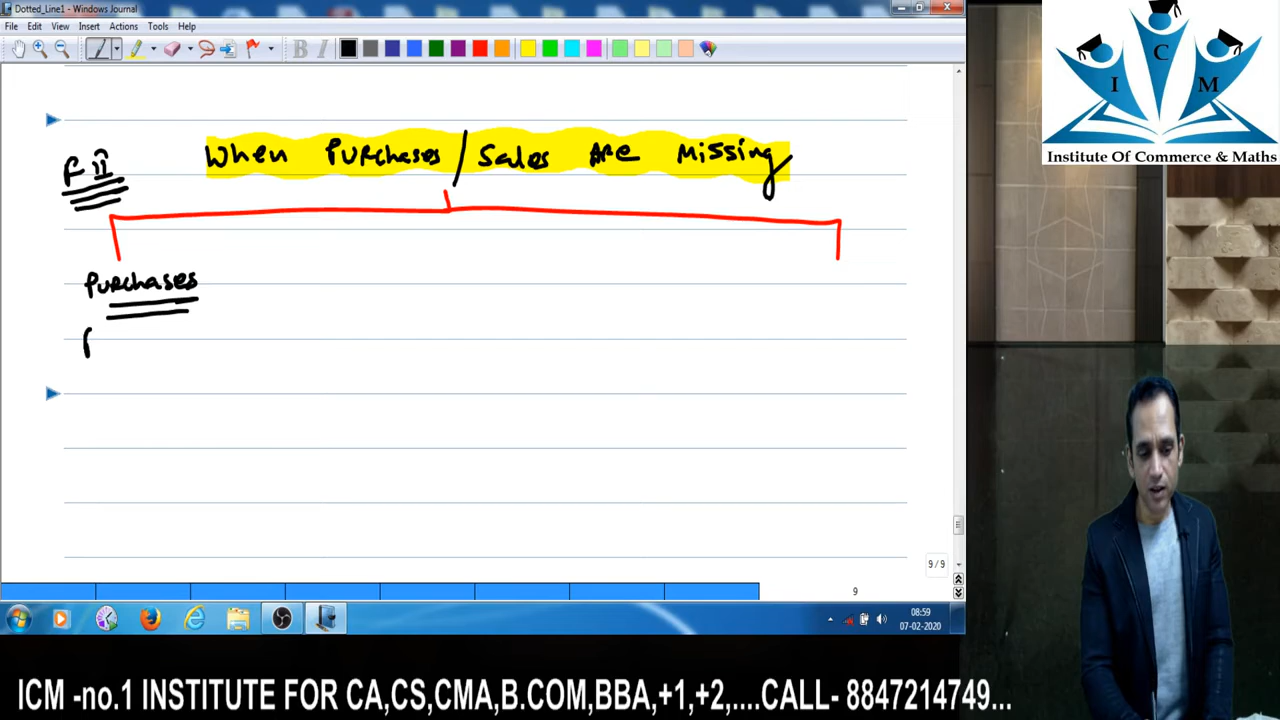 Dotted_Line1 - Windows Journal
File Edit View Insert Actions Tools Help
B I
F II
When Purchases / Sales Are Missing
Purchases
9 / 9
9
08:59
07-02-2020
I C M
Institute Of Commerce & Maths
ICM -no.1 INSTITUTE FOR CA,CS,CMA,B.COM,BBA,+1,+2,....CALL- 8847214749...